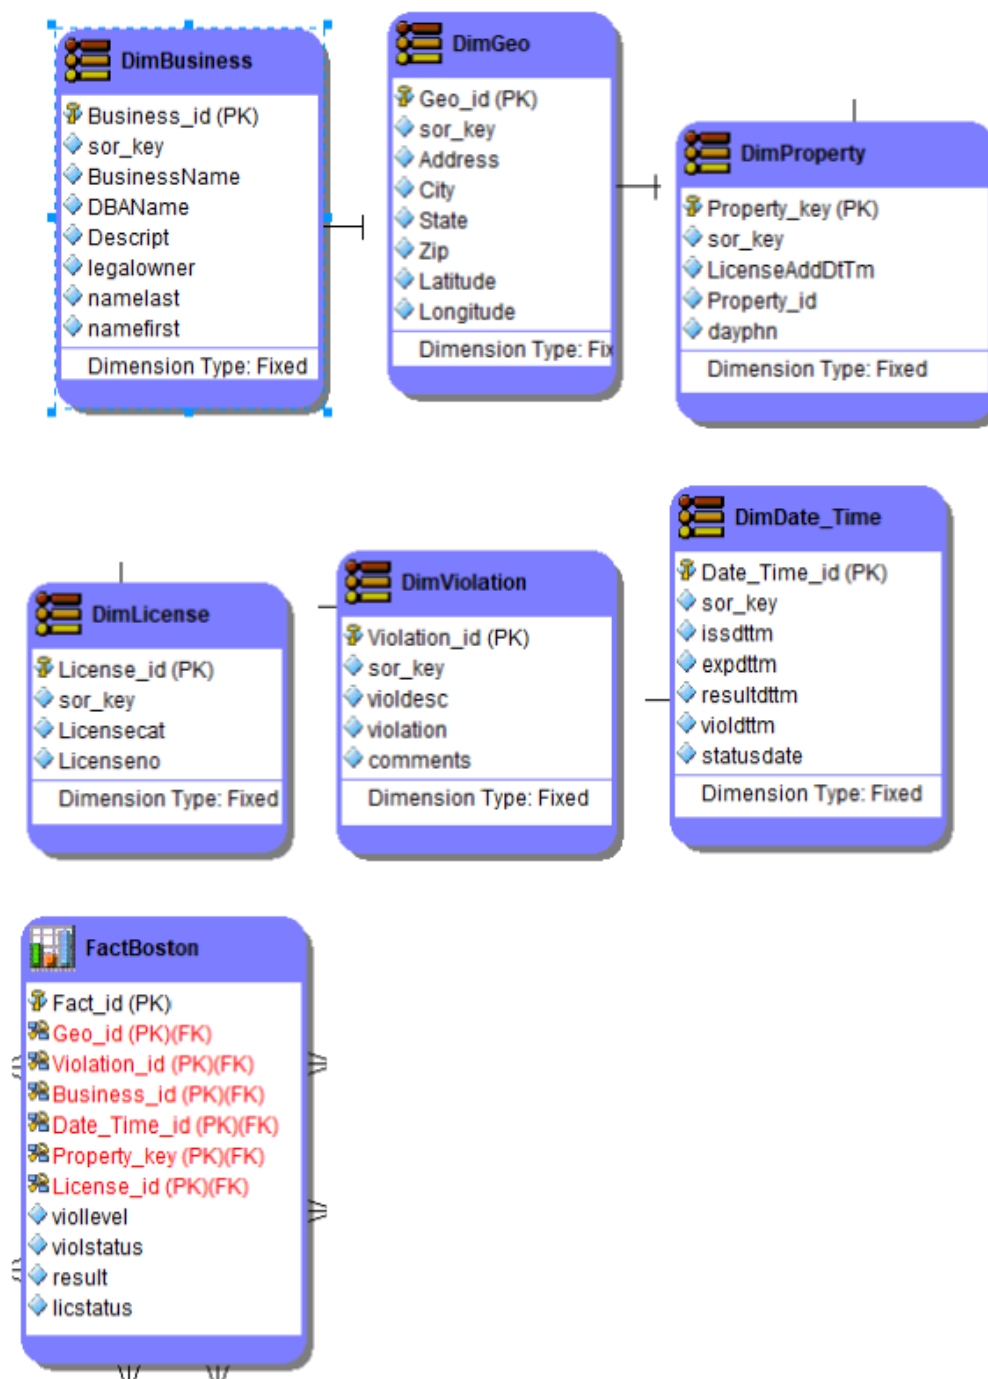 DimBusiness
Business_id (PK)
sor_key
BusinessName
DBAName
Descript
legalowner
namelast
namefirst
Dimension Type: Fixed
DimGeo
Geo_id (PK)
sor_key
Address
City
State
Zip
Latitude
Longitude
Dimension Type: Fix
DimProperty
Property_key (PK)
sor_key
LicenseAddDtTm
Property_id
dayphn
Dimension Type: Fixed
DimLicense
License_id (PK)
sor_key
Licensecat
Licenseno
Dimension Type: Fixed
DimViolation
Violation_id (PK)
sor_key
violdesc
violation
comments
Dimension Type: Fixed
DimDate_Time
Date_Time_id (PK)
sor_key
issdttm
expdttm
resultdttm
violdttm
statusdate
Dimension Type: Fixed
FactBoston
Fact_id (PK)
Geo_id (PK)(FK)
Violation_id (PK)(FK)
Business_id (PK)(FK)
Date_Time_id (PK)(FK)
Property_key (PK)(FK)
License_id (PK)(FK)
viollevel
violstatus
result
licstatus